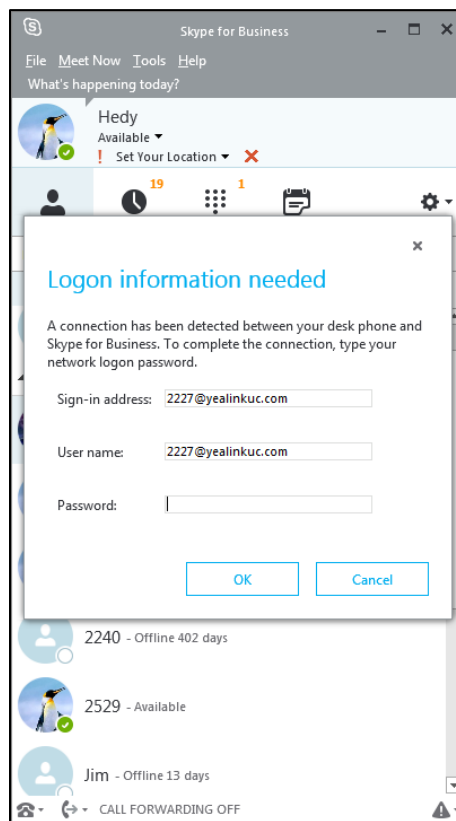 Skype for Business
File Meet Now Tools Help
What's happening today?
Hedy
Available
! Set Your Location
19
1
Logon information needed
A connection has been detected between your desk phone and
Skype for Business. To complete the connection, type your
network logon password.
Sign-in address: 2227@yealinkuc.com
User name: 2227@yealinkuc.com
Password:
OK Cancel
2240 - Offline 402 days
2529 - Available
Jim - Offline 13 days
CALL FORWARDING OFF